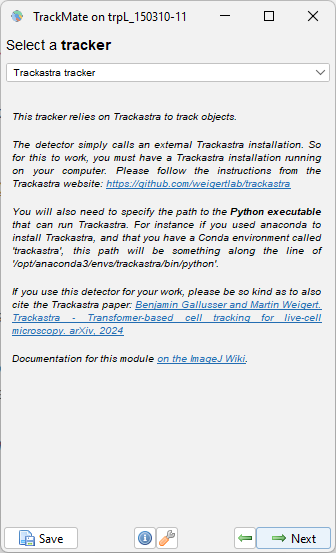 TrackMate on trpL_150310-11
Select a tracker
Trackastra tracker
This tracker relies on Trackastra to track objects.
The detector simply calls an external Trackastra installation. So
for this to work, you must have a Trackastra installation running
on your computer. Please follow the instructions from the
Trackastra website: https://github.com/weigertlab/trackastra
You will also need to specify the path to the Python executable
that can run Trackastra. For instance if you used anaconda to
install Trackastra, and that you have a Conda environment called
'trackastra', this path will be something along the line of
'/opt/anaconda3/envs/trackastra/bin/python'.
If you use this detector for your work, please be so kind as to also
cite the Trackastra paper: Benjamin Gallusser and Martin Weigert.
Trackastra - Transformer-based cell tracking for live-cell
microscopy. arXiv, 2024
Documentation for this module on the ImageJ Wiki.
Save
Next